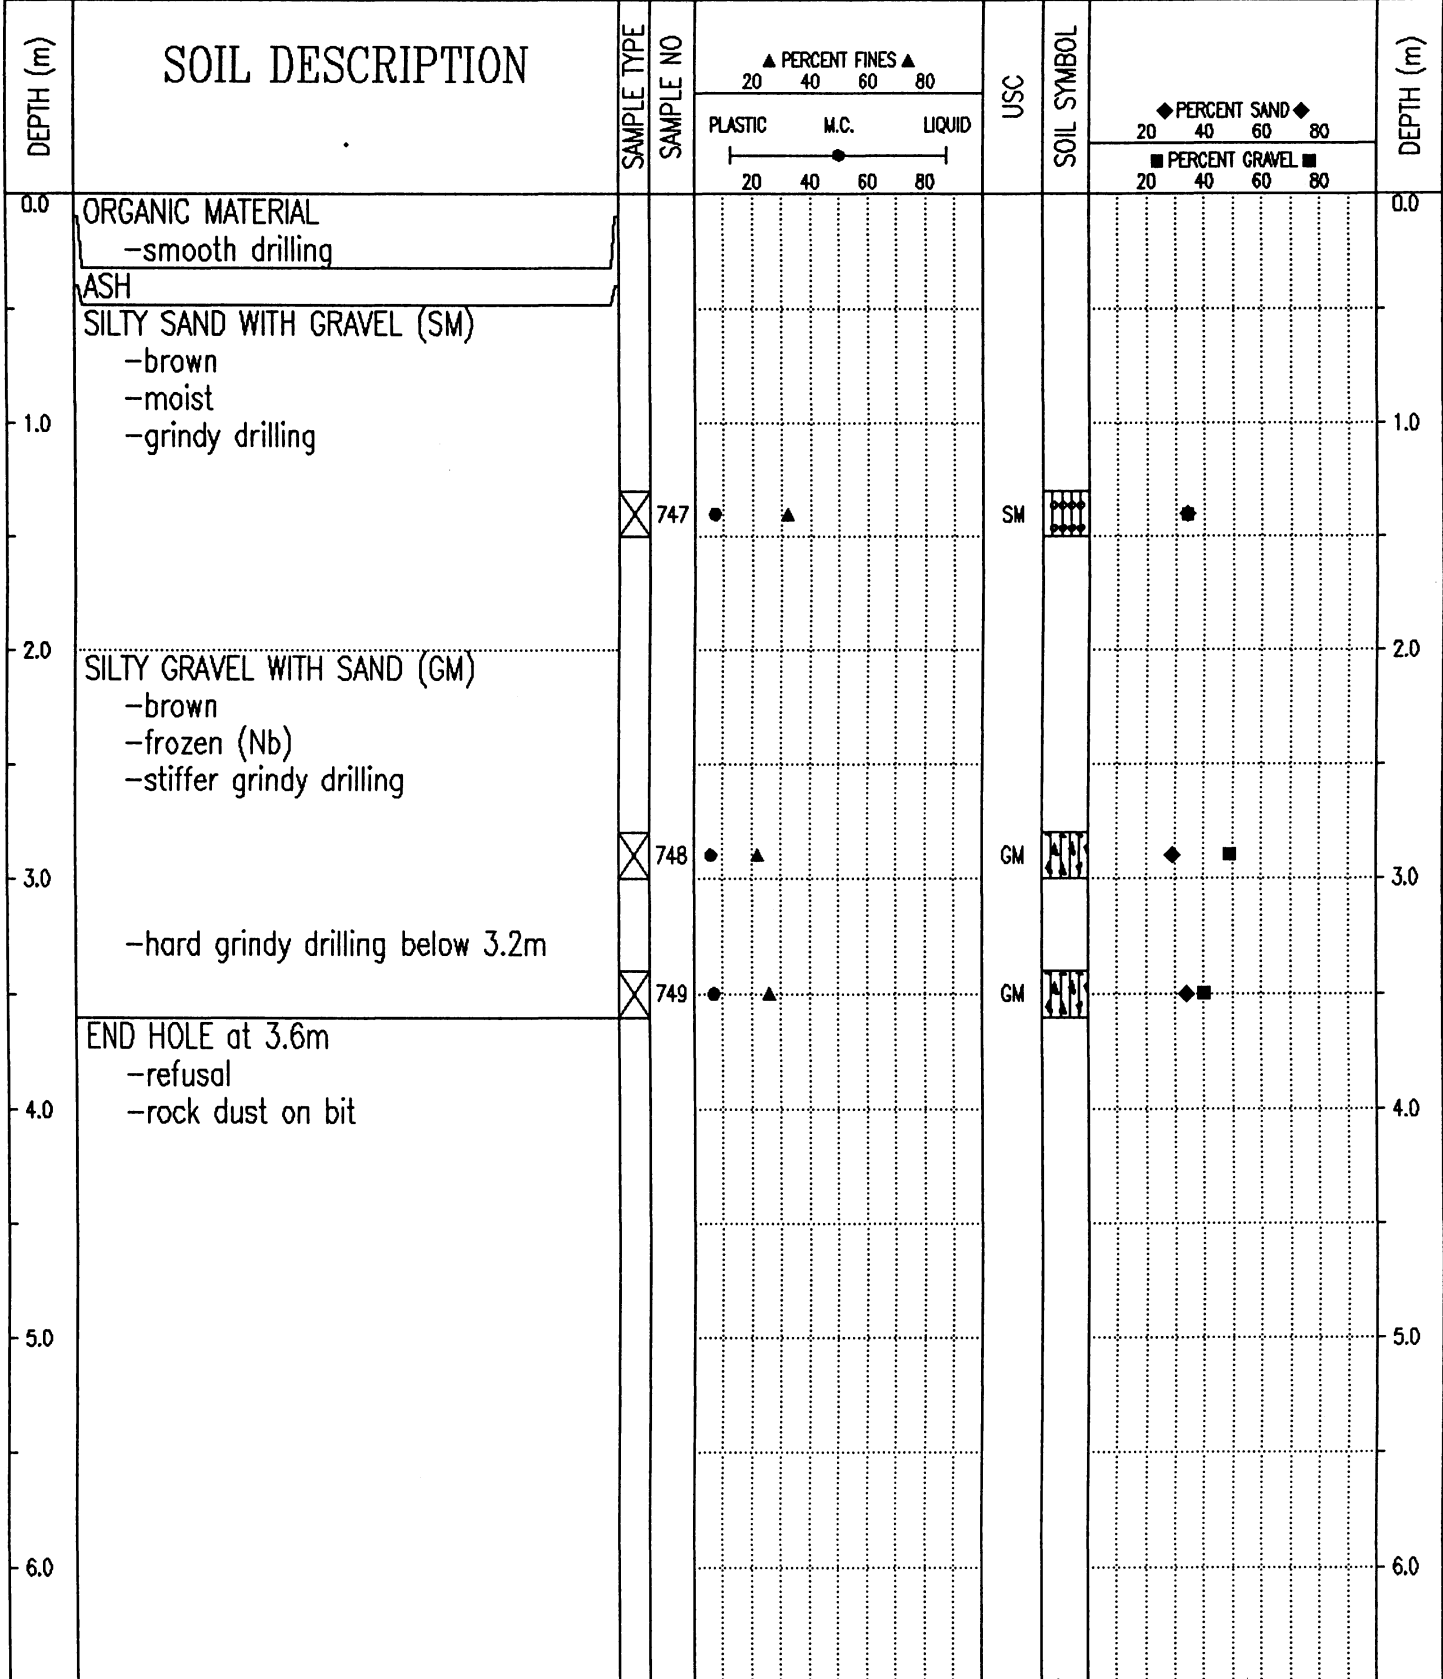 DEPTH (m)
SOIL DESCRIPTION
SAMPLE TYPE
SAMPLE NO
▲ PERCENT FINES ▲
20 40 60 80
PLASTIC M.C. LIQUID
20 40 60 80
USC
SOIL SYMBOL
◆ PERCENT SAND ◆
20 40 60 80
■ PERCENT GRAVEL ■
20 40 60 80
DEPTH (m)
0.0 0.0
ORGANIC MATERIAL
-smooth drilling
ASH
SILTY SAND WITH GRAVEL (SM)
-brown
-moist
1.0 1.0
-grindy drilling
747 SM
2.0 2.0
SILTY GRAVEL WITH SAND (GM)
-brown
-frozen (Nb)
-stiffer grindy drilling
748 GM
3.0 3.0
-hard grindy drilling below 3.2m
749 GM
END HOLE at 3.6m
-refusal
-rock dust on bit
4.0 4.0
5.0 5.0
6.0 6.0